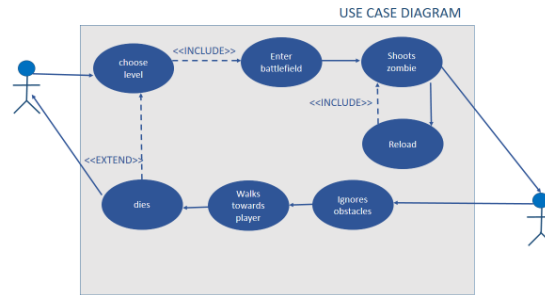 USE CASE DIAGRAM
<<INCLUDE>>
choose
level
Enter
battlefield
Shoots
zombie
<<INCLUDE>>
Reload
<<EXTEND>>
dies
Walks
towards
player
Ignores
obstacles